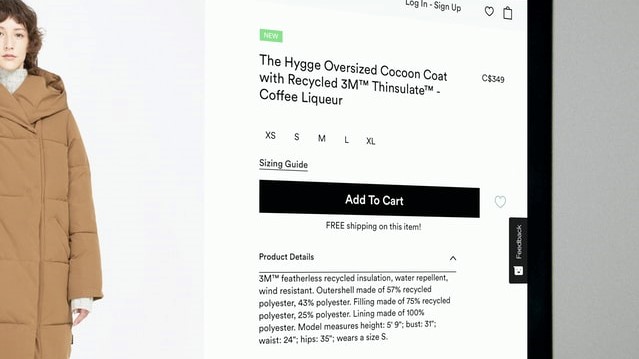 Log In - Sign Up
NEW
The Hygge Oversized Cocoon Coat
with Recycled 3M™ Thinsulate™ -
Coffee Liqueur
C$349
XS S M L XL
Sizing Guide
Add To Cart
FREE shipping on this item!
Feedback
Product Details
3M™ featherless recycled insulation, water repellent,
wind resistant. Outershell made of 57% recycled
polyester, 43% polyester. Filling made of 75% recycled
polyester, 25% polyester. Lining made of 100%
polyester. Model measures height: 5' 9"; bust: 31";
waist: 24"; hips: 35"; wears a size S.